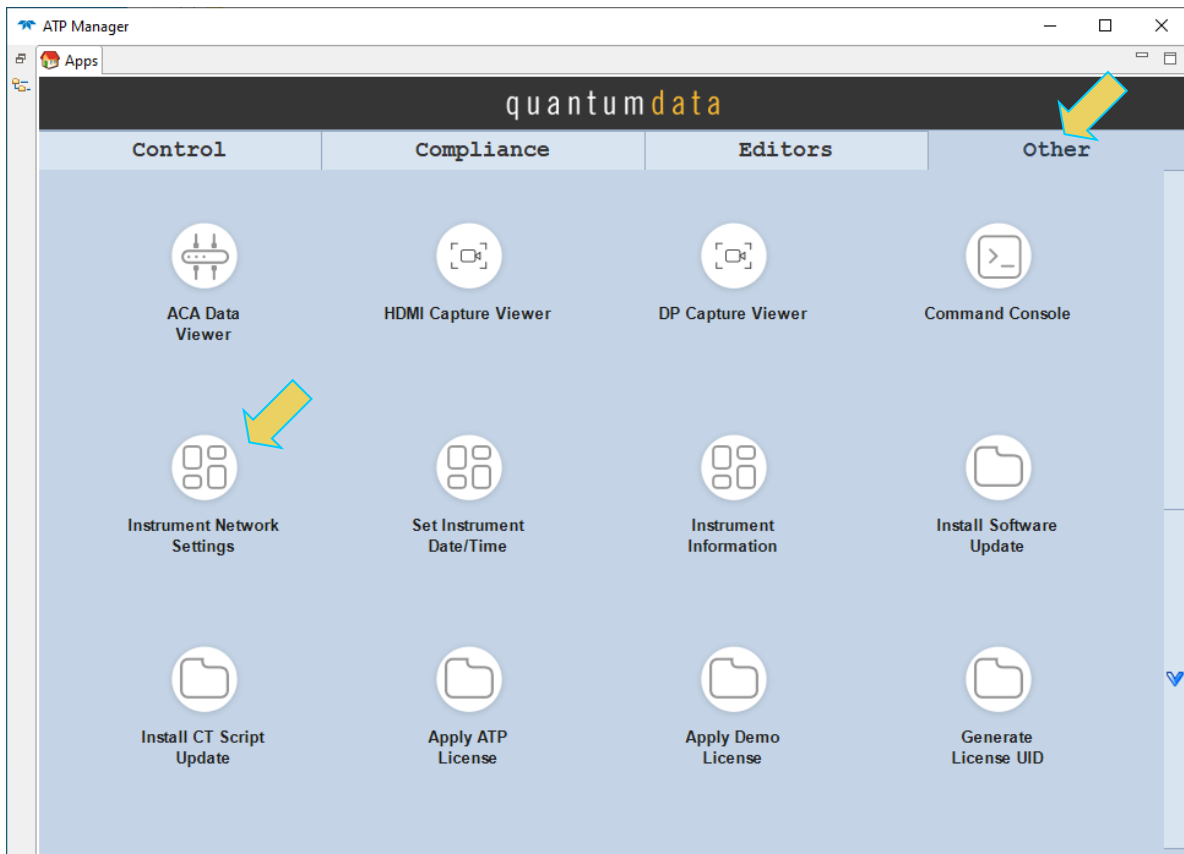 ATP Manager
Apps
quantumdata
Control
Compliance
Editors
Other
ACA Data
Viewer
HDMI Capture Viewer
DP Capture Viewer
Command Console
Instrument Network
Settings
Set Instrument
Date/Time
Instrument
Information
Install Software
Update
Install CT Script
Update
Apply ATP
License
Apply Demo
License
Generate
License UID